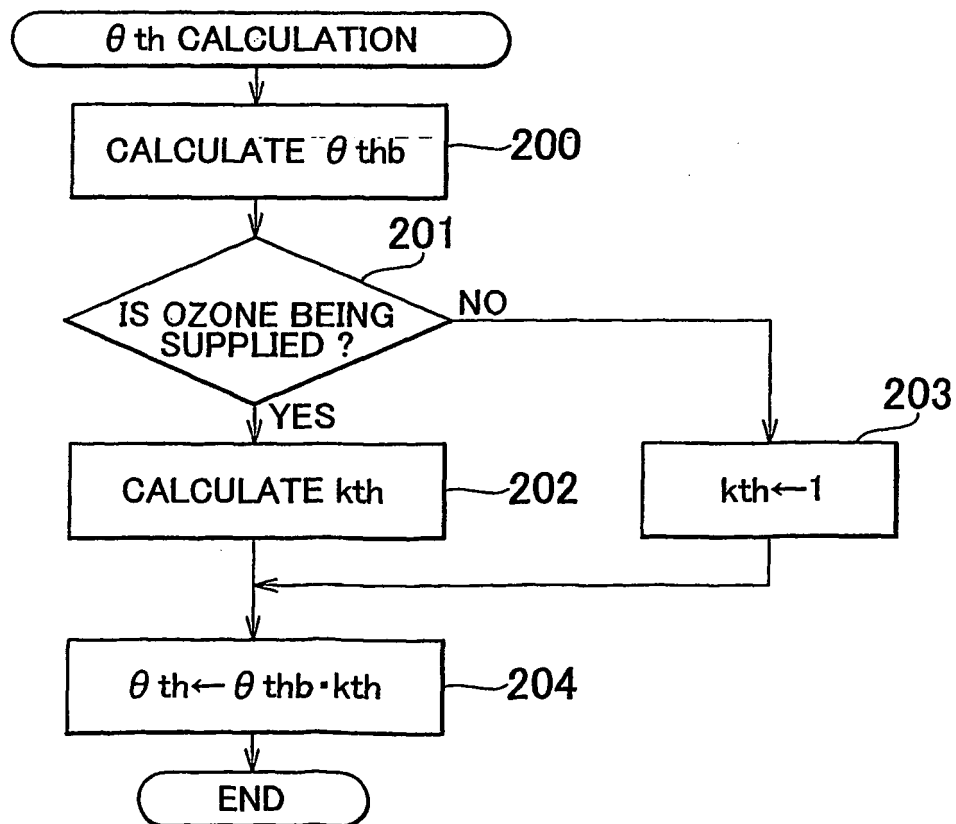 θ th CALCULATION
CALCULATE θ thb
200
201
IS OZONE BEING
SUPPLIED ?
NO
YES
203
CALCULATE kth
202
kth←1
θ th←θ thb・kth
204
END